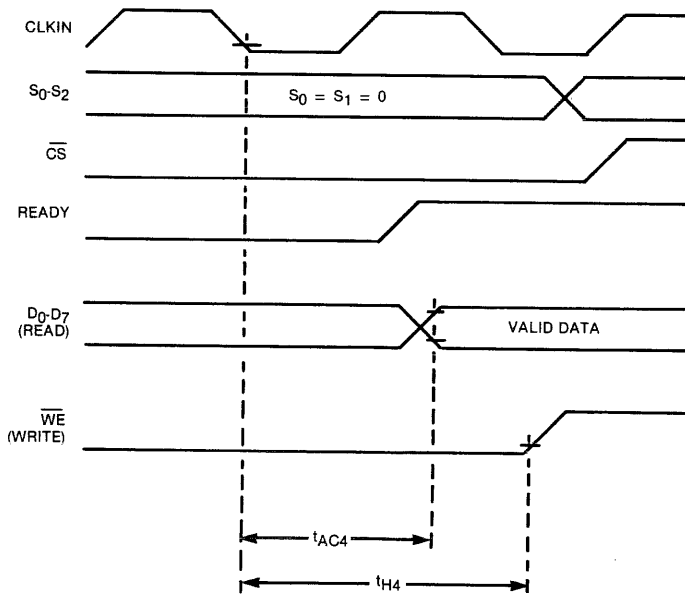 CLKIN
S0-S2
S0 = S1 = 0
CS
READY
D0-D7
(READ)
VALID DATA
WE
(WRITE)
tAC4
tH4